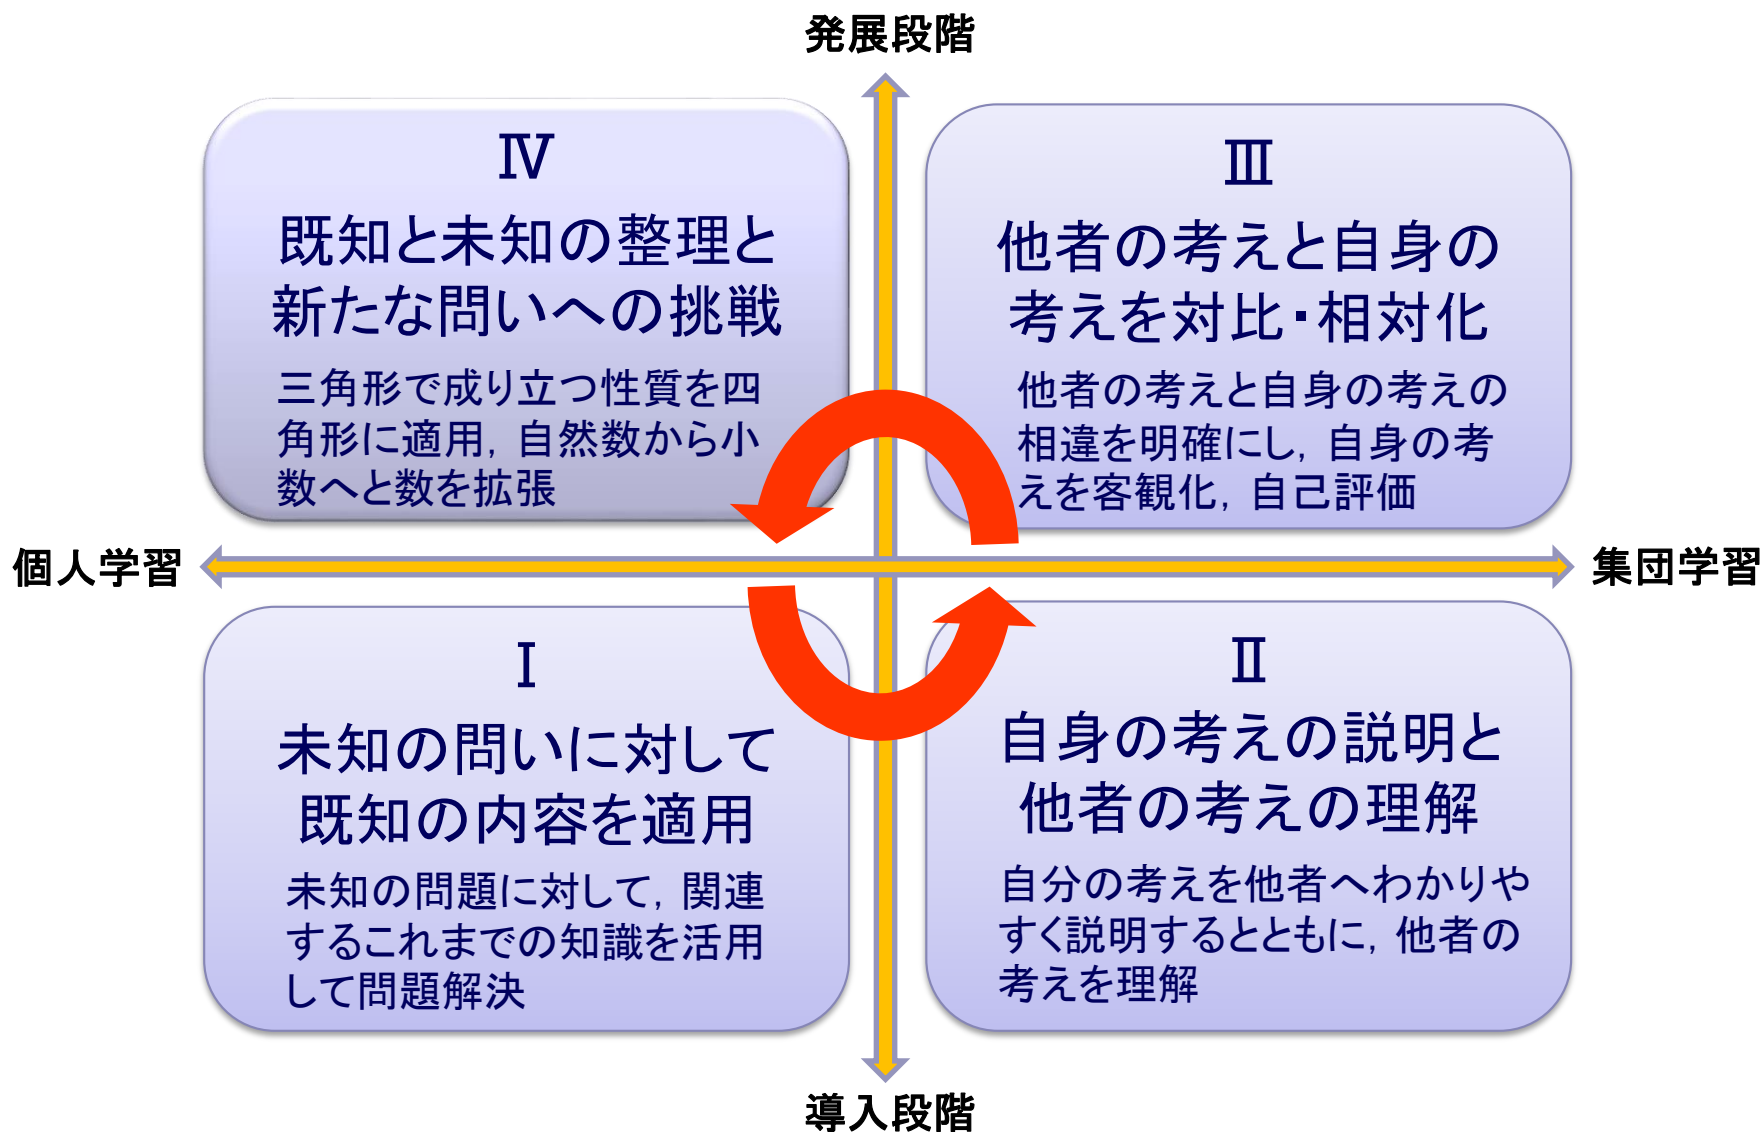 発展段階
Ⅳ
既知と未知の整理と
新たな問いへの挑戦
三角形で成り立つ性質を四
角形に適用，自然数から小
数へと数を拡張
Ⅲ
他者の考えと自身の
考えを対比・相対化
他者の考えと自身の考えの
相違を明確にし，自身の考
えを客観化，自己評価
個人学習
集団学習
Ⅰ
未知の問いに対して
既知の内容を適用
未知の問題に対して，関連
するこれまでの知識を活用
して問題解決
Ⅱ
自身の考えの説明と
他者の考えの理解
自分の考えを他者へわかりや
すく説明するとともに，他者の
考えを理解
導入段階